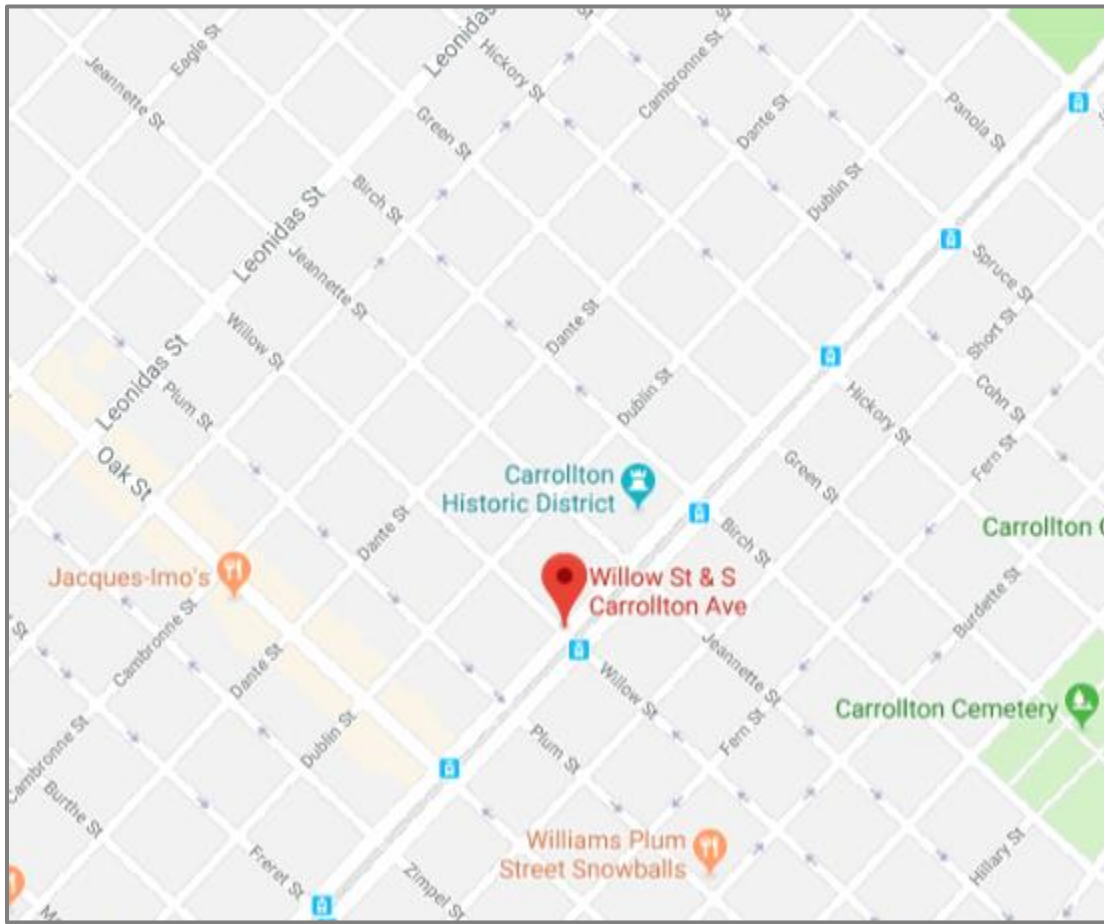 Eagle St
Jeannette St
Leonidas
Hickory St
Cambronne St
Green St
Dante St
Panola St
Dublin St
Birch St
Leonidas St
Jeannette St
Spruce St
Short St
Willow St
Dante St
Cohn St
Leonidas St
Plum St
Dublin St
Hickory St
Fern St
Oak St
Green St
Carrollton
Historic District
Dante St
Birch St
Carrollton
Jacques-Imo's
Willow St & S
Carrollton Ave
Burdette St
St
Cambronne St
Dante St
Jeannette St
Willow St
Carrollton Cemetery
Dublin St
Plum St
Fern St
Cambronne St
Burthe St
Williams Plum
Street Snowballs
Freret St
Zimpel St
Hillary St